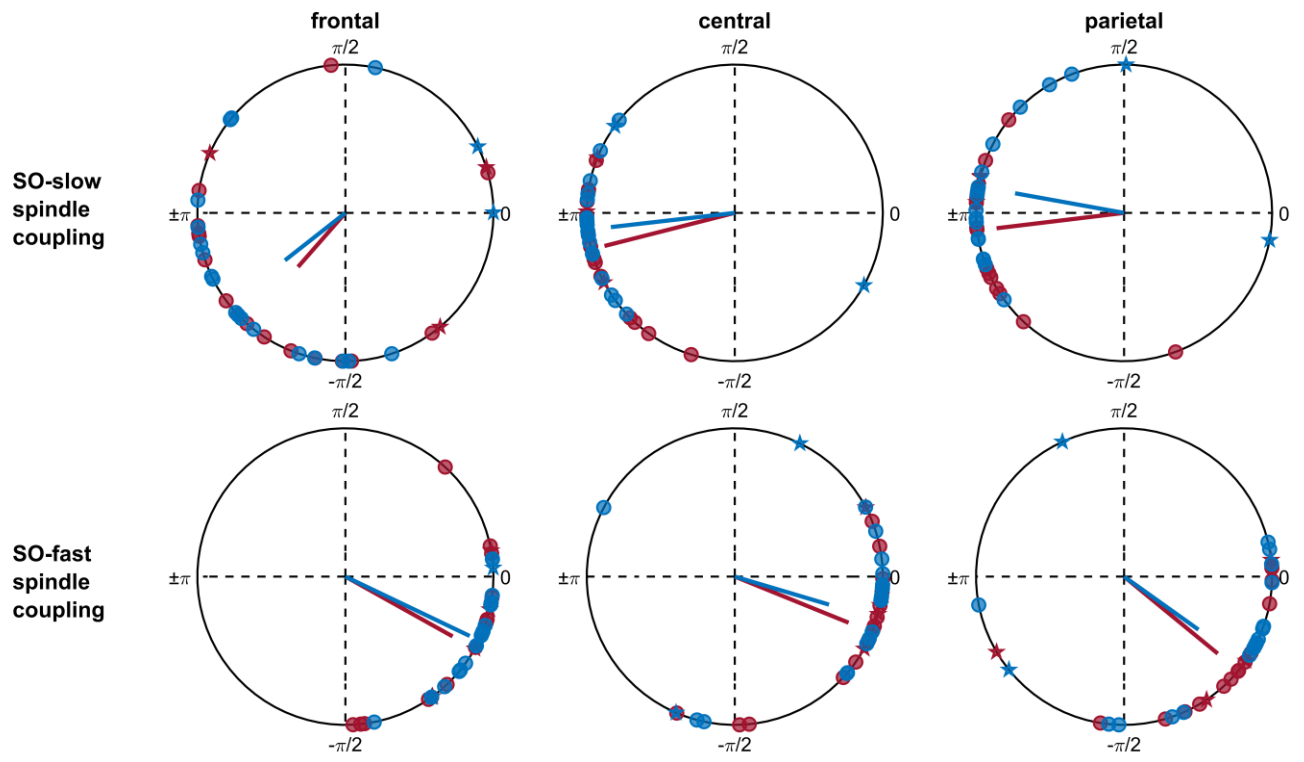 frontal central parietal
π/2 π/2 π/2
SO-slow
spindle
coupling
±π 0 ±π 0 ±π 0
-π/2 -π/2 -π/2
π/2 π/2 π/2
SO-fast
spindle
coupling
±π 0 ±π 0 ±π 0
-π/2 -π/2 -π/2